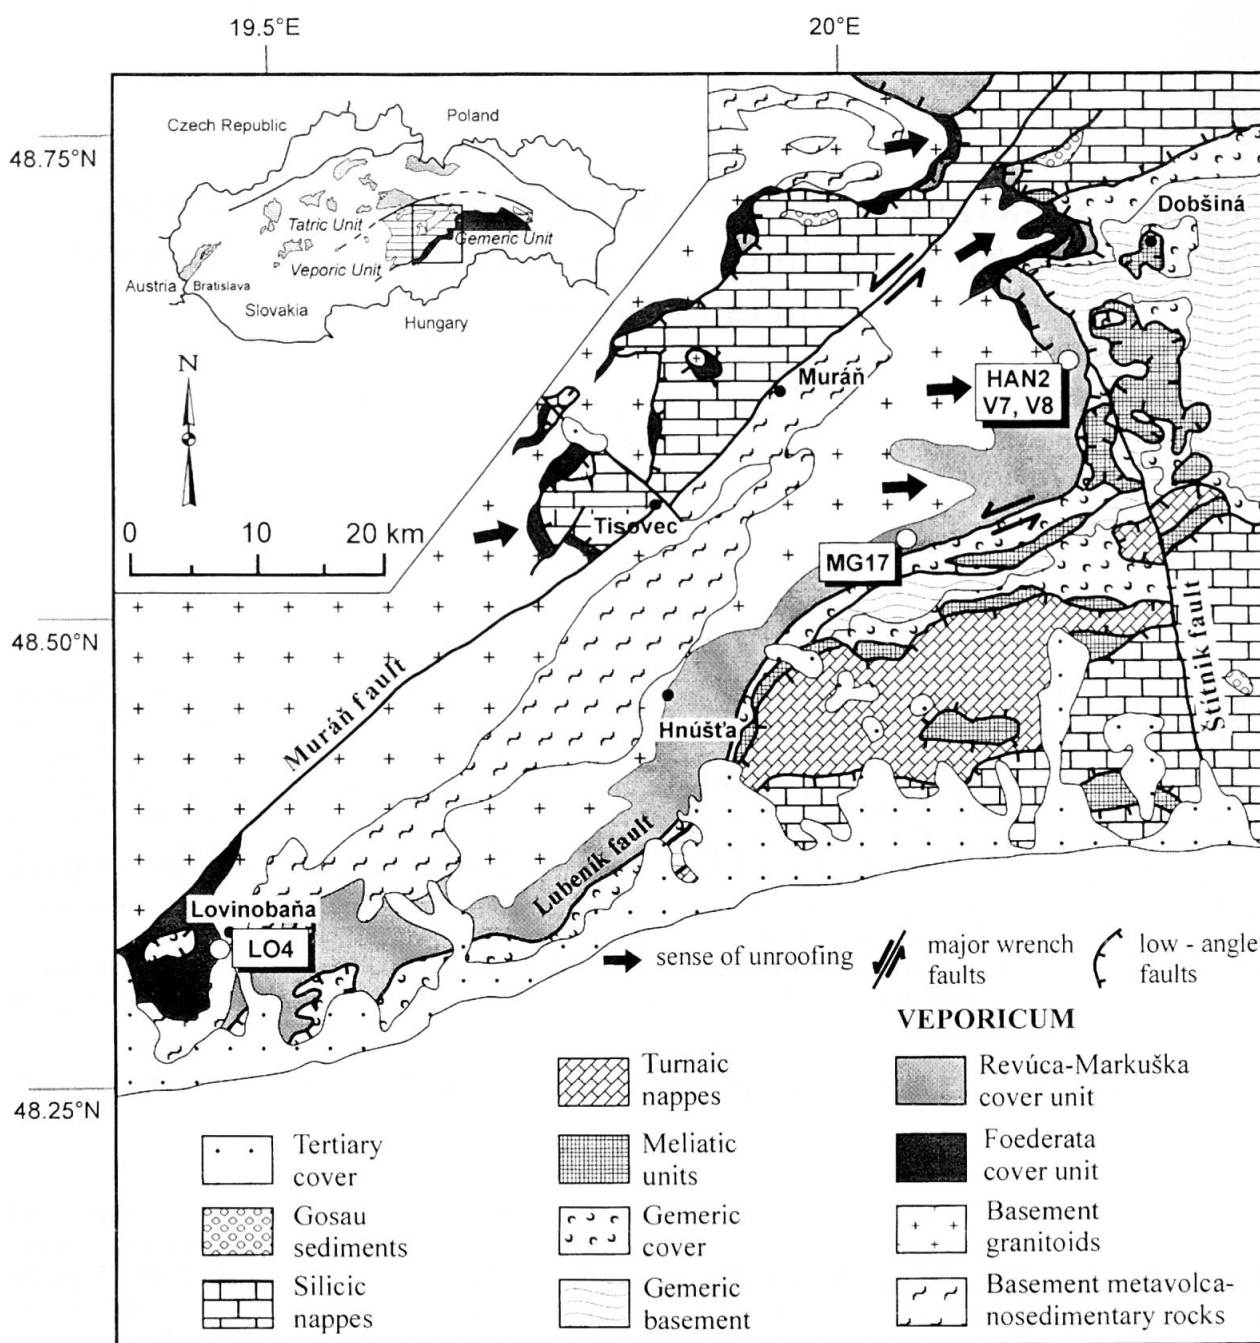 19.5°E
20°E
48.75°N
48.50°N
48.25°N
Czech Republic
Poland
Tatric Unit
Gemeric Unit
Veporic Unit
Austria
Bratislava
Slovakia
Hungary
N
0
10
20 km
Dobšiná
Muráň
HAN2
V7, V8
Tisovec
MG17
Muráň fault
Hnúšťa
Štítnik fault
Lubeník fault
Lovinobaňa
LO4
sense of unroofing
major wrench
faults
low - angle
faults
VEPORICUM
Turnaic
nappes
Revúca-Markuška
cover unit
Tertiary
cover
Meliatic
units
Foederata
cover unit
Gosau
sediments
Gemeric
cover
Basement
granitoids
Silicic
nappes
Gemeric
basement
Basement metavolca-
nosedimentary rocks